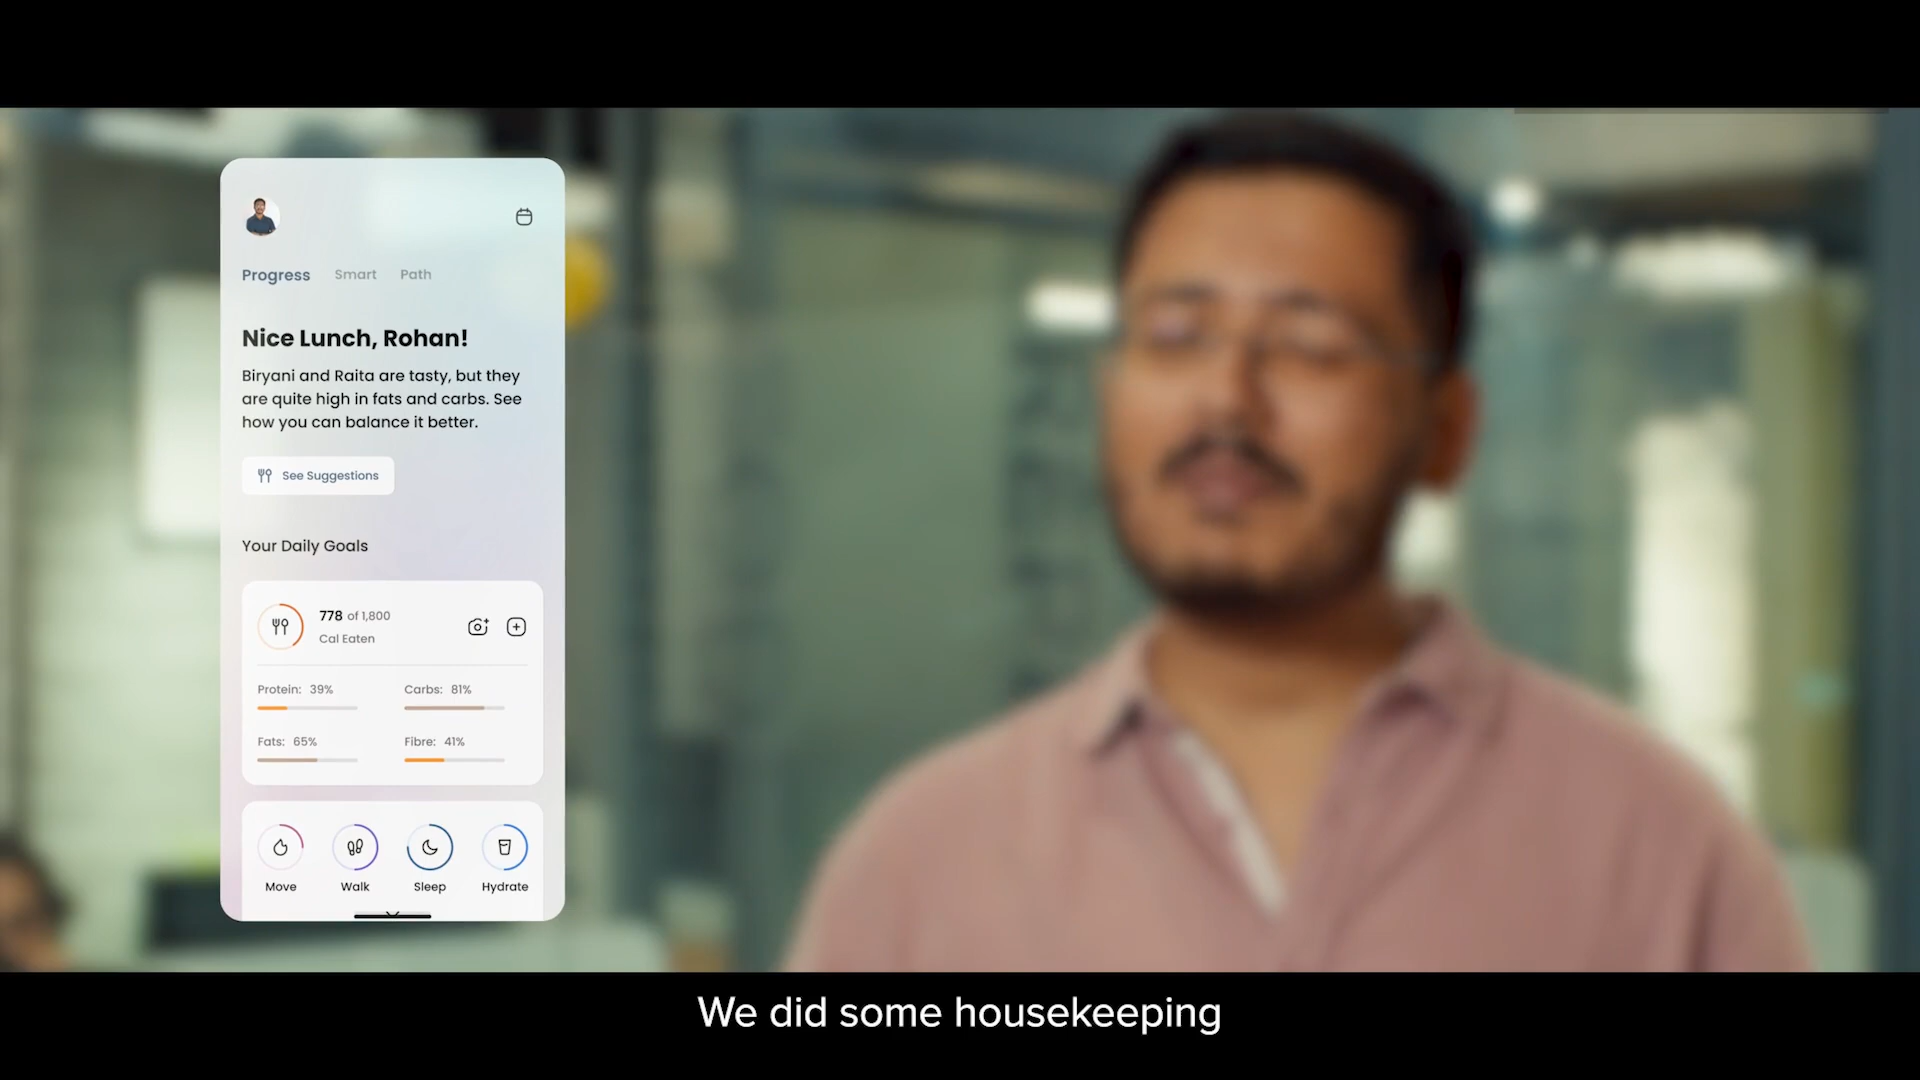 Progress Smart Path
Nice Lunch, Rohan!
Biryani and Raita are tasty, but they
are quite high in fats and carbs. See
how you can balance it better.
See Suggestions
Your Daily Goals
778 of 1,800
Cal Eaten
Protein: 39% Carbs: 81%
Fats: 65% Fibre: 41%
Move Walk Sleep Hydrate
We did some housekeeping